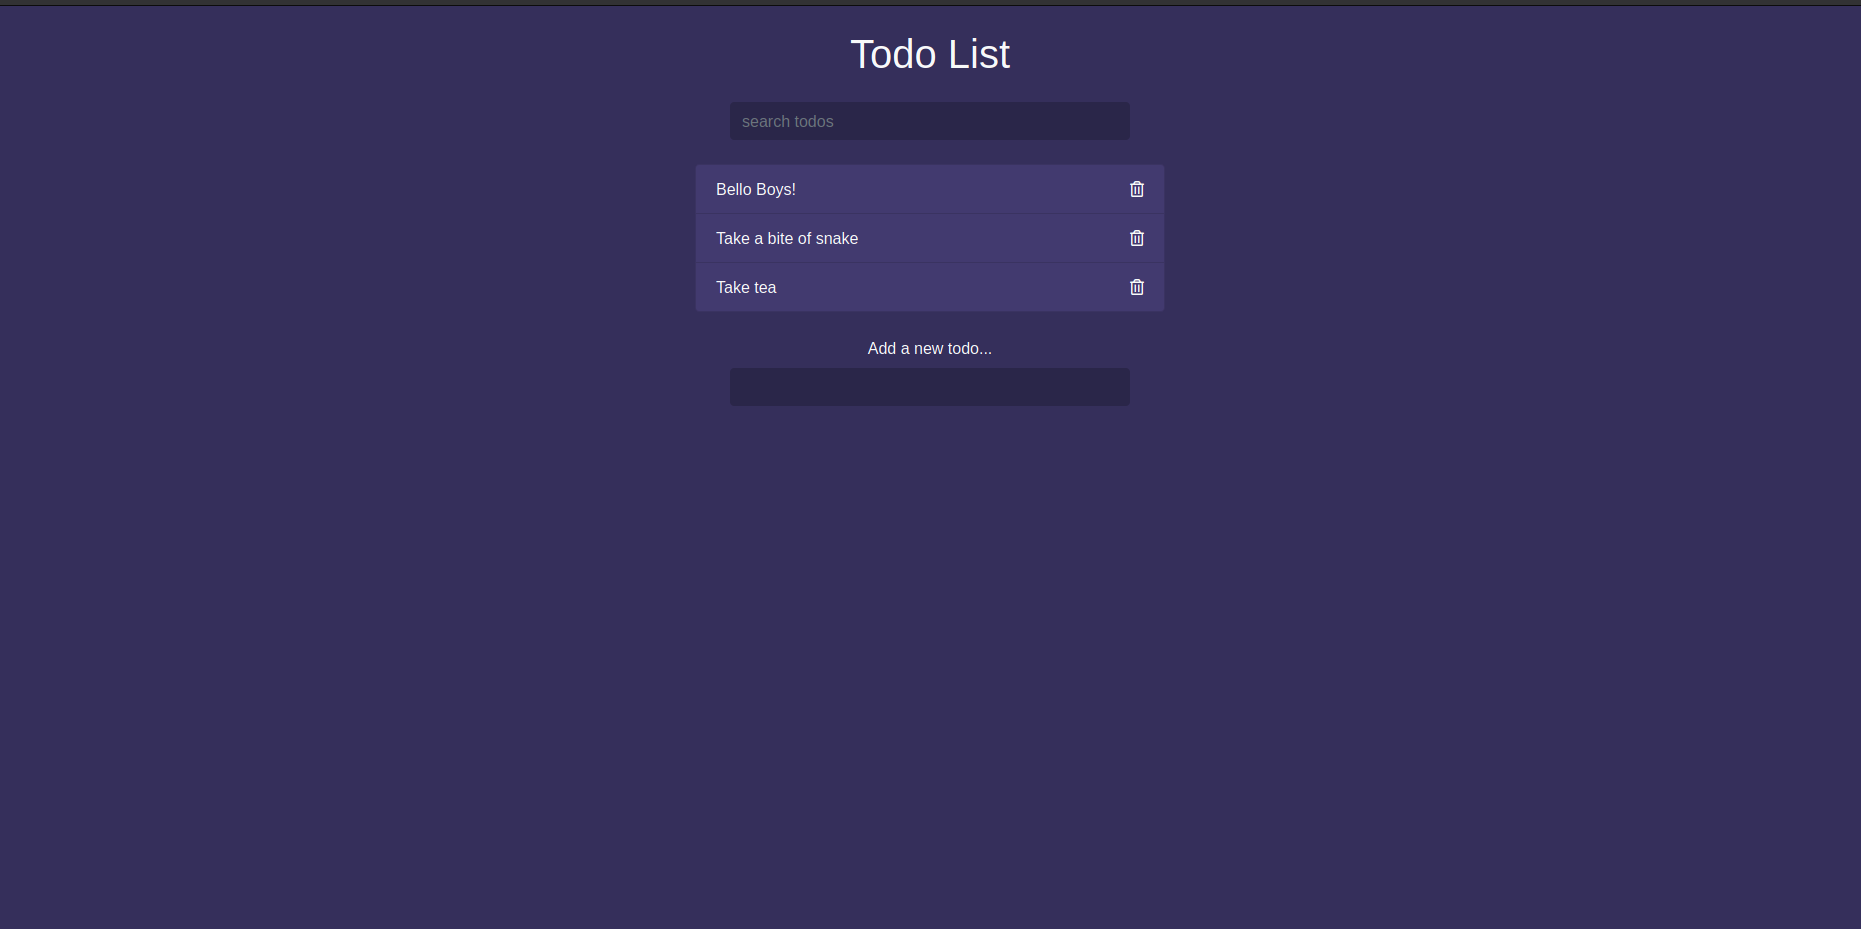 Todo List
search todos
Bello Boys!
Take a bite of snake
Take tea
Add a new todo...